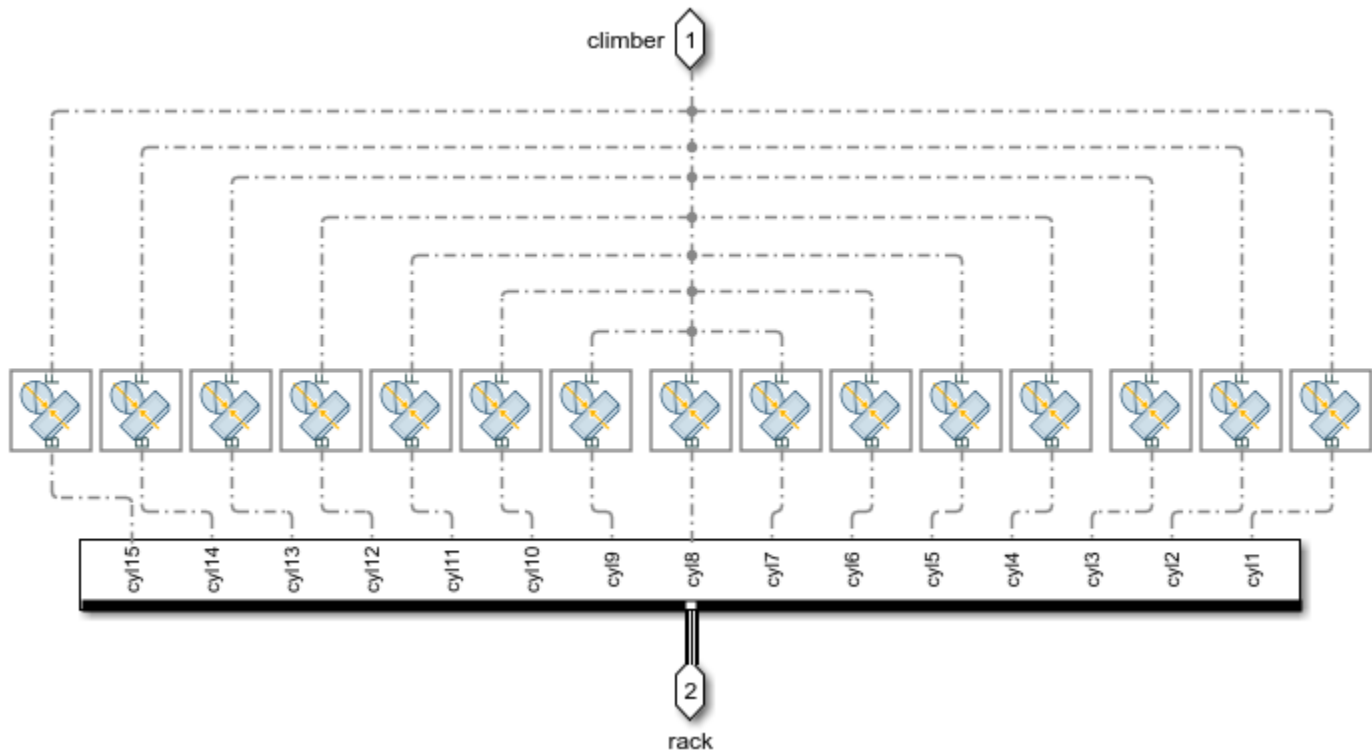 climber 1
F F F F F F F F F F F F F F F
B B B B B B B B B B B B B B B
cyl15 cyl14 cyl13 cyl12 cyl11 cyl10 cyl9 cyl8 cyl7 cyl6 cyl5 cyl4 cyl3 cyl2 cyl1
2
rack